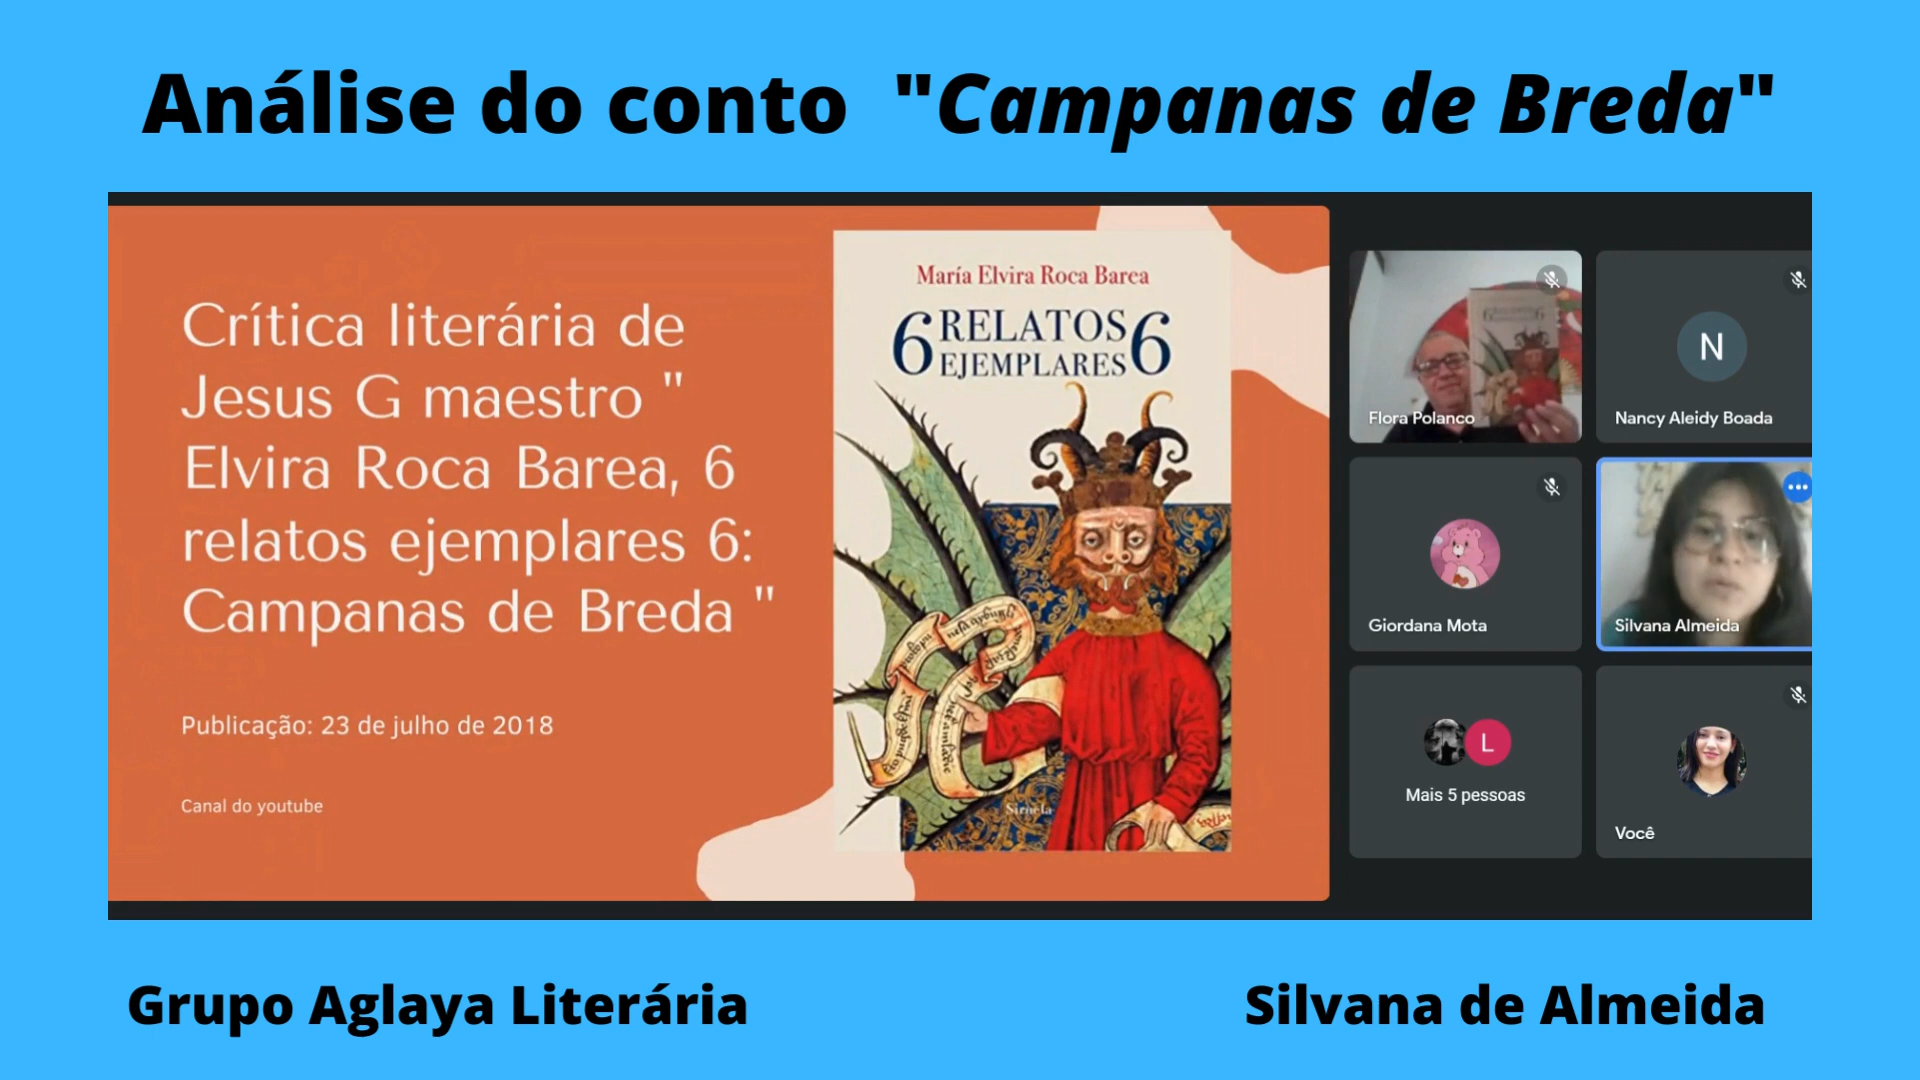 Análise do conto "Campanas de Breda"
Crítica literária de
Jesus G maestro "
Elvira Roca Barea, 6
relatos ejemplares 6:
Campanas de Breda "
Publicação: 23 de julho de 2018
Canal do youtube
María Elvira Roca Barea
6 RELATOS 6
EJEMPLARES
Siruela
Flora Polanco
N
Nancy Aleidy Boada
Giordana Mota
Silvana Almeida
L
Mais 5 pessoas
Você
Grupo Aglaya Literária
Silvana de Almeida